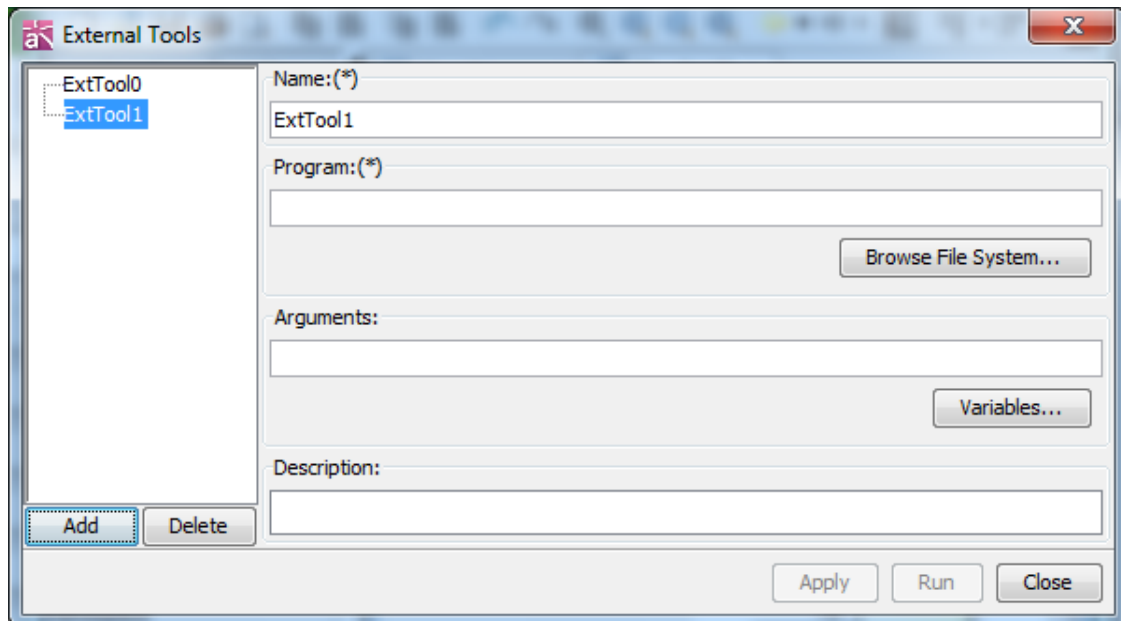 External Tools
ExtTool0
ExtTool1
Name:(*)
ExtTool1
Program:(*)
Browse File System...
Arguments:
Variables...
Description:
Add Delete
Apply Run Close